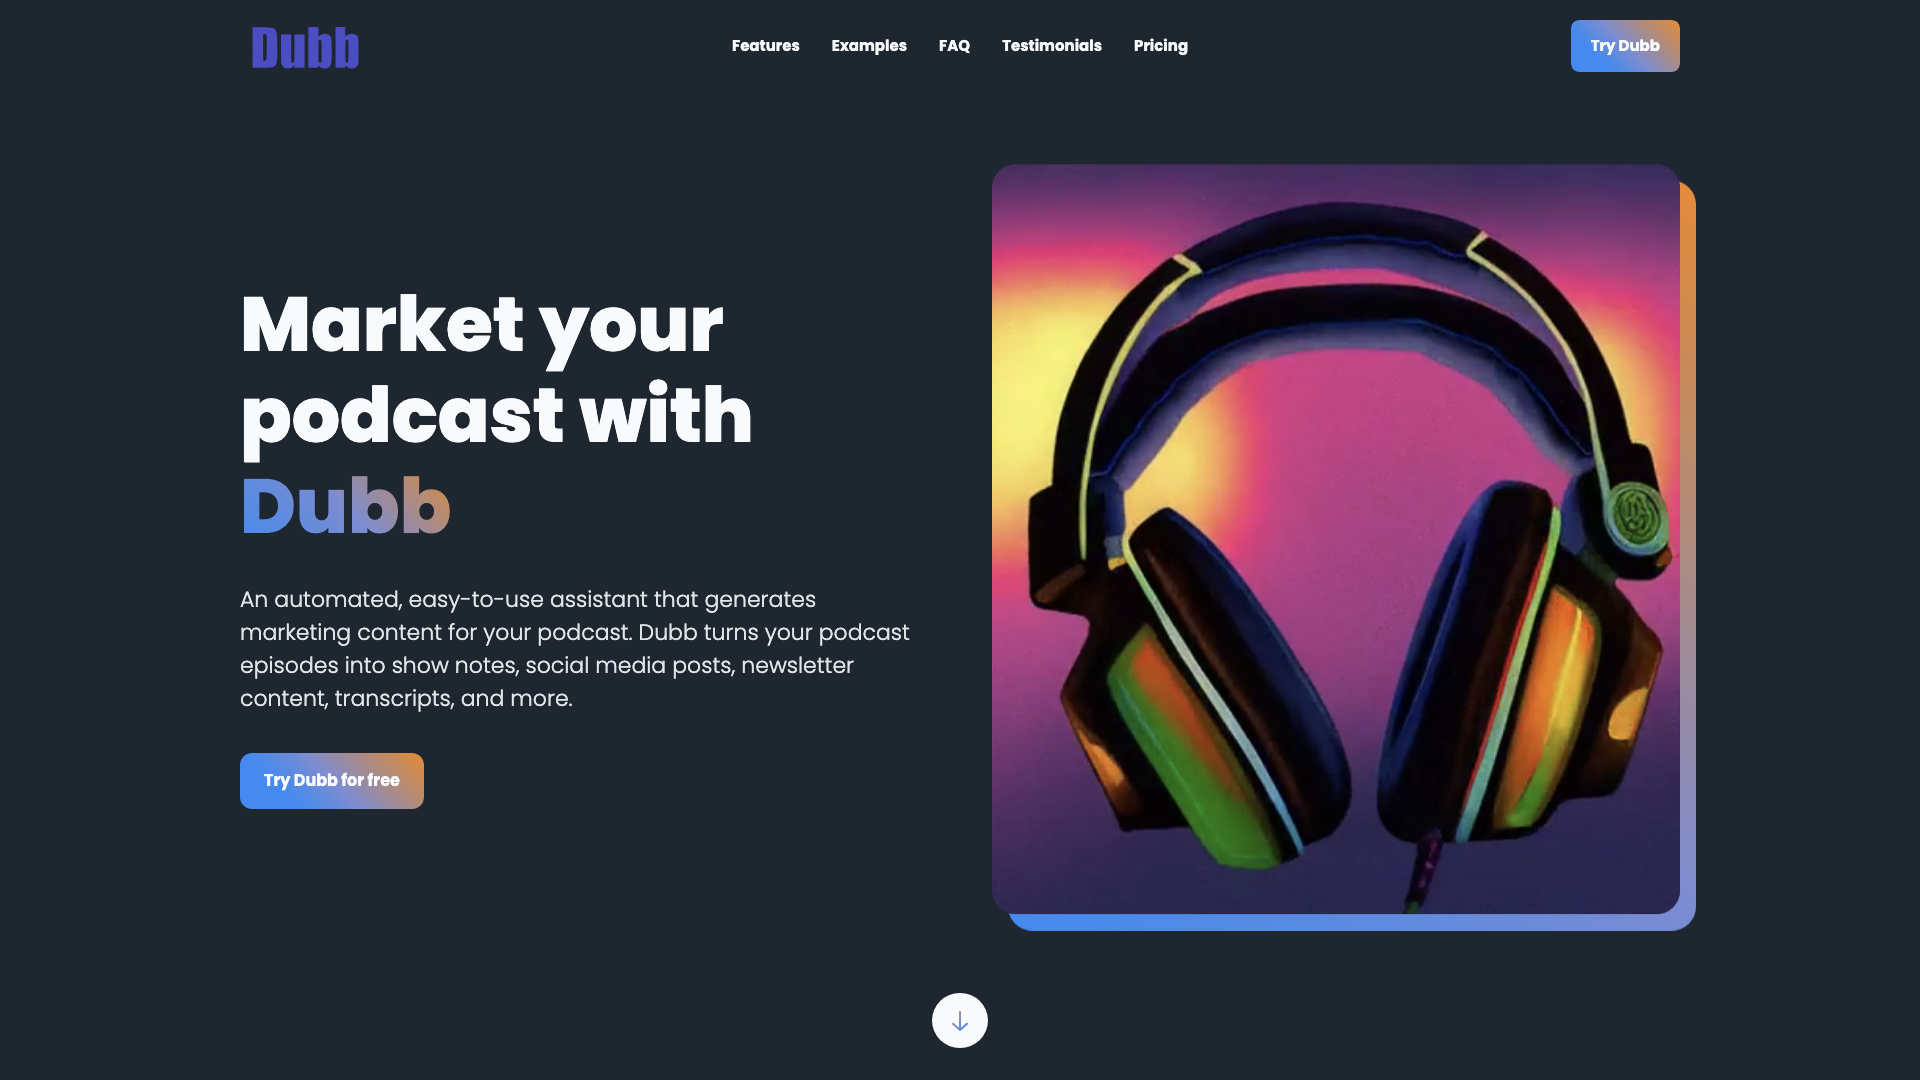 Dubb
Features
Examples
FAQ
Testimonials
Pricing
Try Dubb
Market your
podcast with
Dubb
An automated, easy-to-use assistant that generates
marketing content for your podcast. Dubb turns your podcast
episodes into show notes, social media posts, newsletter
content, transcripts, and more.
Try Dubb for free